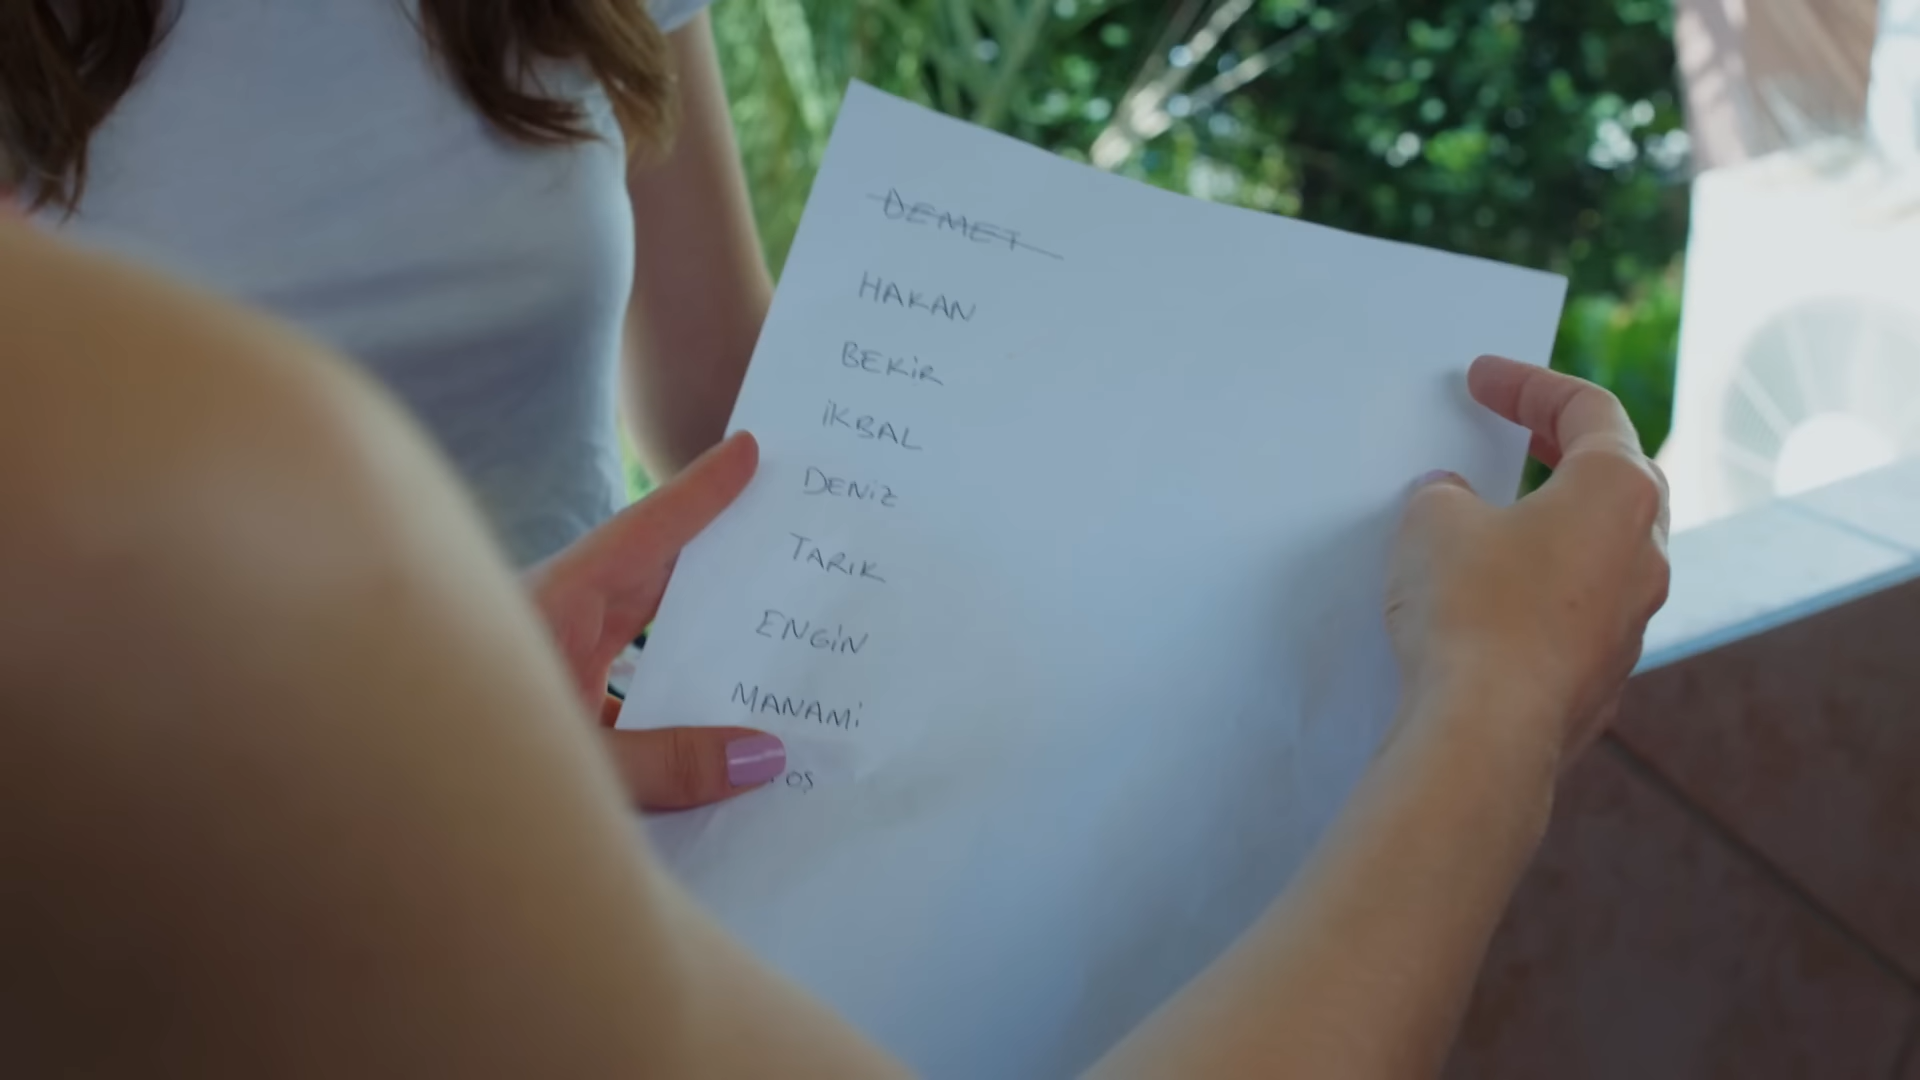 DEMET
HAKAN
BEKİR
İKBAL
DENİZ
TARIK
ENGİN
MANAMİ